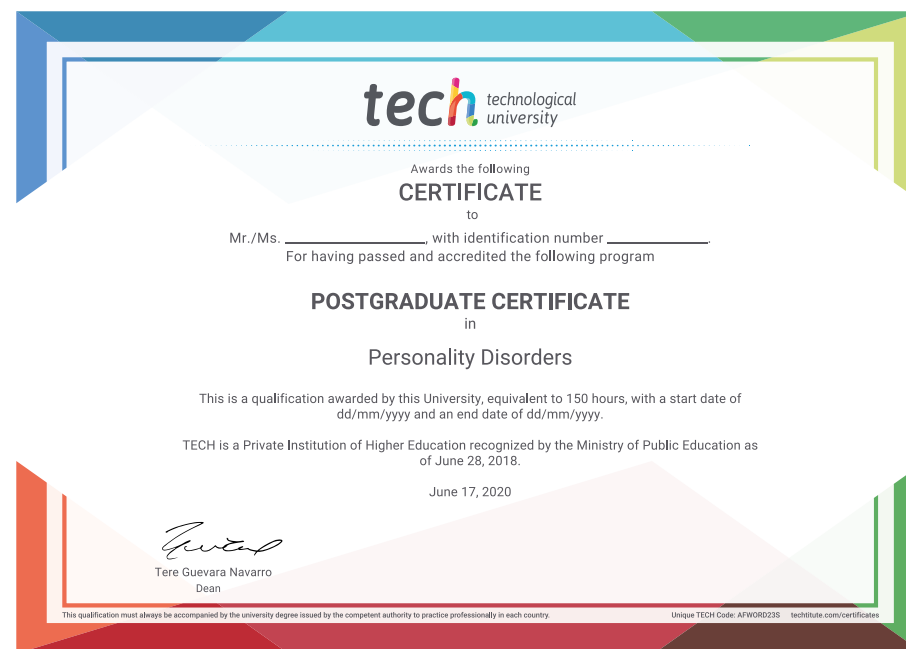 tech technological
university
Awards the following
CERTIFICATE
to
Mr./Ms. ____________________, with identification number ______________.
For having passed and accredited the following program
POSTGRADUATE CERTIFICATE
in
Personality Disorders
This is a qualification awarded by this University, equivalent to 150 hours, with a start date of
dd/mm/yyyy and an end date of dd/mm/yyyy.
TECH is a Private Institution of Higher Education recognized by the Ministry of Public Education as
of June 28, 2018.
June 17, 2020
Tere Guevara Navarro
Dean
This qualification must always be accompanied by the university degree issued by the competent authority to practice professionally in each country.
Unique TECH Code: AFWORD23S techtitute.com/certificates